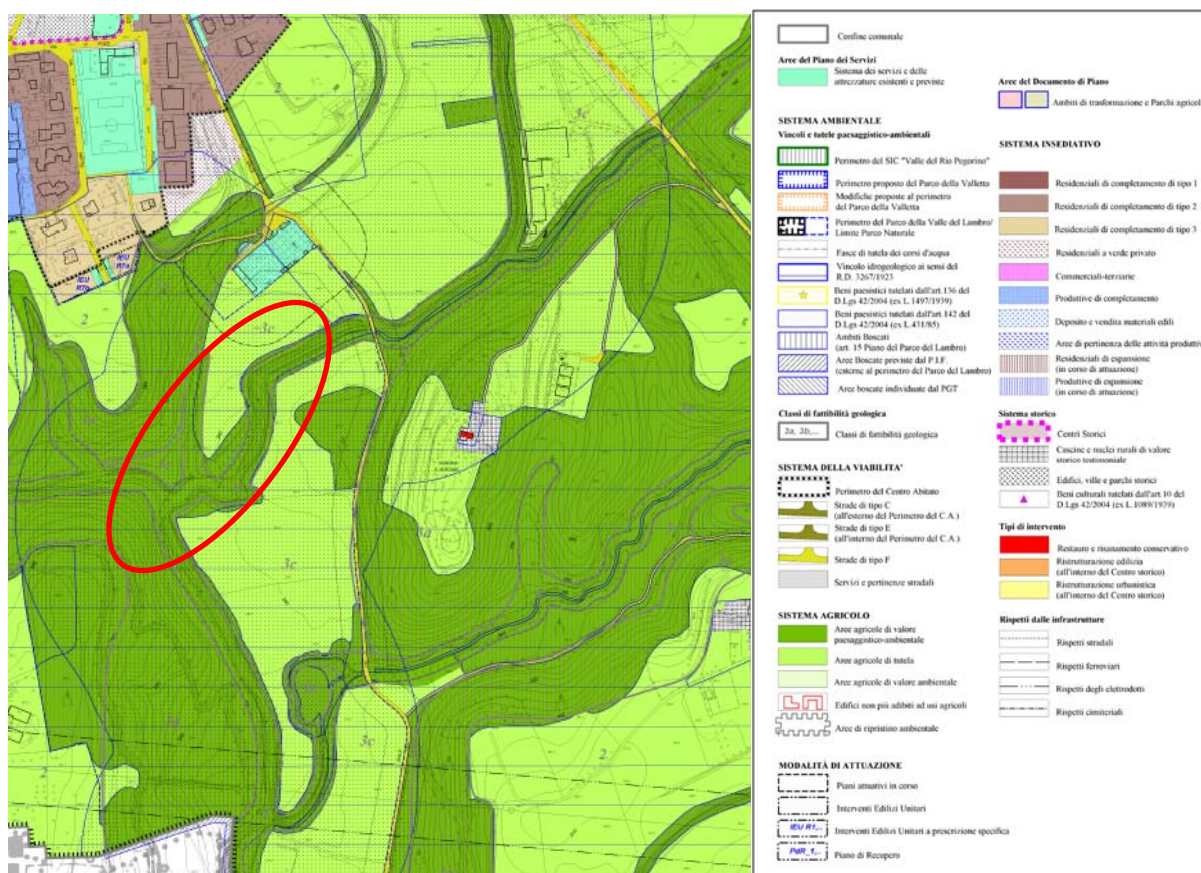 Confine comunale
Aree del Piano dei Servizi
Sistema dei servizi e delle
attrezzature esistenti e previste
SISTEMA AMBIENTALE
Vincoli e tutele paesaggistico-ambientali
Perimetro del SIC "Valle del Rio Pegorino"
Perimetro proposto del Parco della Valletta
Modifiche proposte al perimetro
del Parco della Valletta
Perimetro del Parco della Valle del Lambro/
Limite Parco Naturale
Fasce di tutela dei corsi d'acqua
Vincolo idrogeologico ai sensi del
R.D. 3267/1923
Beni paesistici tutelati dall'art.136 del
D.Lgs 42/2004 (ex L.1497/1939)
Beni paesistici tutelati dall'art.142 del
D.Lgs 42/2004 (ex L.431/85)
Ambiti Boscati
(art. 15 Piano del Parco del Lambro)
Aree Boscate previste dal P.I.F.
(esterne al perimetro del Parco del Lambro)
Aree boscate individuate dal PGT
Classi di fattibilità geologica
3a, 3b,...
Classi di fattibilità geologica
SISTEMA DELLA VIABILITA'
Perimetro del Centro Abitato
Strade di tipo C
(all'esterno del Perimetro del C.A.)
Strade di tipo E
(all'interno del Perimetro del C.A.)
Strade di tipo F
Servizi e pertinenze stradali
SISTEMA AGRICOLO
Aree agricole di valore
paesaggistico-ambientale
Aree agricole di tutela
Aree agricole di valore ambientale
Edifici non più adibiti ad usi agricoli
Aree di ripristino ambientale
MODALITÀ DI ATTUAZIONE
Piani attuativi in corso
Interventi Edilizi Unitari
IEU R1,..
Interventi Edilizi Unitari a prescrizione specifica
PdR_1,..
Piano di Recupero
Aree del Documento di Piano
Ambiti di trasformazione e Parchi agricol
SISTEMA INSEDIATIVO
Residenziali di completamento di tipo 1
Residenziali di completamento di tipo 2
Residenziali di completamento di tipo 3
Residenziali a verde privato
Commerciali-terziarie
Produttive di completamento
Deposito e vendita materiali edili
Aree di pertinenza delle attività produttiv
Residenziali di espansione
(in corso di attuazione)
Produttive di espansione
(in corso di attuazione)
Sistema storico
Centri Storici
Cascine e nuclei rurali di valore
storico testimoniale
Edifici, ville e parchi storici
Beni culturali tutelati dall'art.10 del
D.Lgs 42/2004 (ex L.1089/1939)
Tipi di intervento
Restauro e risanamento conservativo
Ristrutturazione edilizia
(all'interno del Centro storico)
Ristrutturazione urbanistica
(all'interno del Centro storico)
Rispetti dalle infrastrutture
Rispetti stradali
Rispetti ferroviari
Rispetti degli elettrodotti
Rispetti cimiteriali
3c
IEU
R7a
IEU
2
3c
3a
3c
3c
2
2